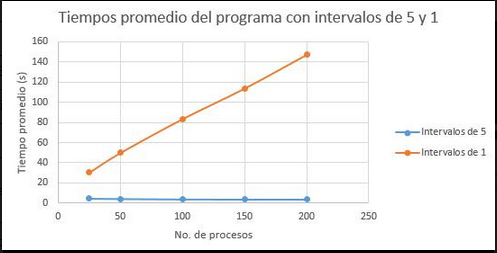 Tiempos promedio del programa con intervalos de 5 y 1
Tiempo promedio (s)
160
140
120
100
80
60
40
20
0
0 50 100 150 200 250
No. de procesos
Intervalos de 5
Intervalos de 1